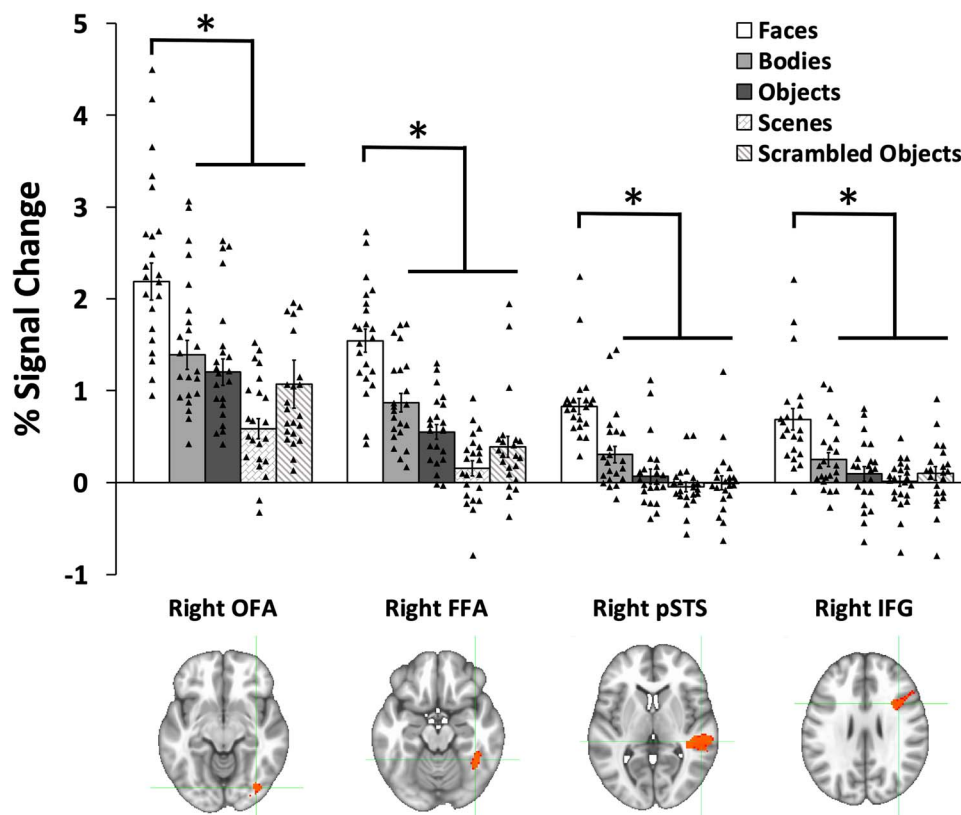 % Signal Change
5
4
3
2
1
0
-1
*
*
*
*
Faces
Bodies
Objects
Scenes
Scrambled Objects
Right OFA
Right FFA
Right pSTS
Right IFG